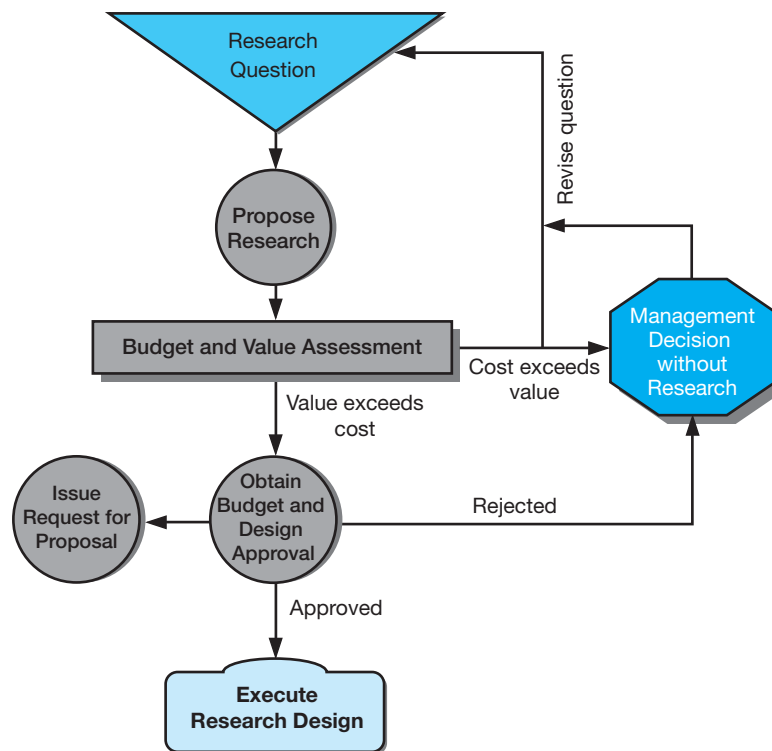 Research
Question
Revise question
Propose
Research
Management
Decision
without
Research
Budget and Value Assessment
Cost exceeds
value
Value exceeds
cost
Issue
Request for
Proposal
Obtain
Budget and
Design
Approval
Rejected
Approved
Execute
Research Design